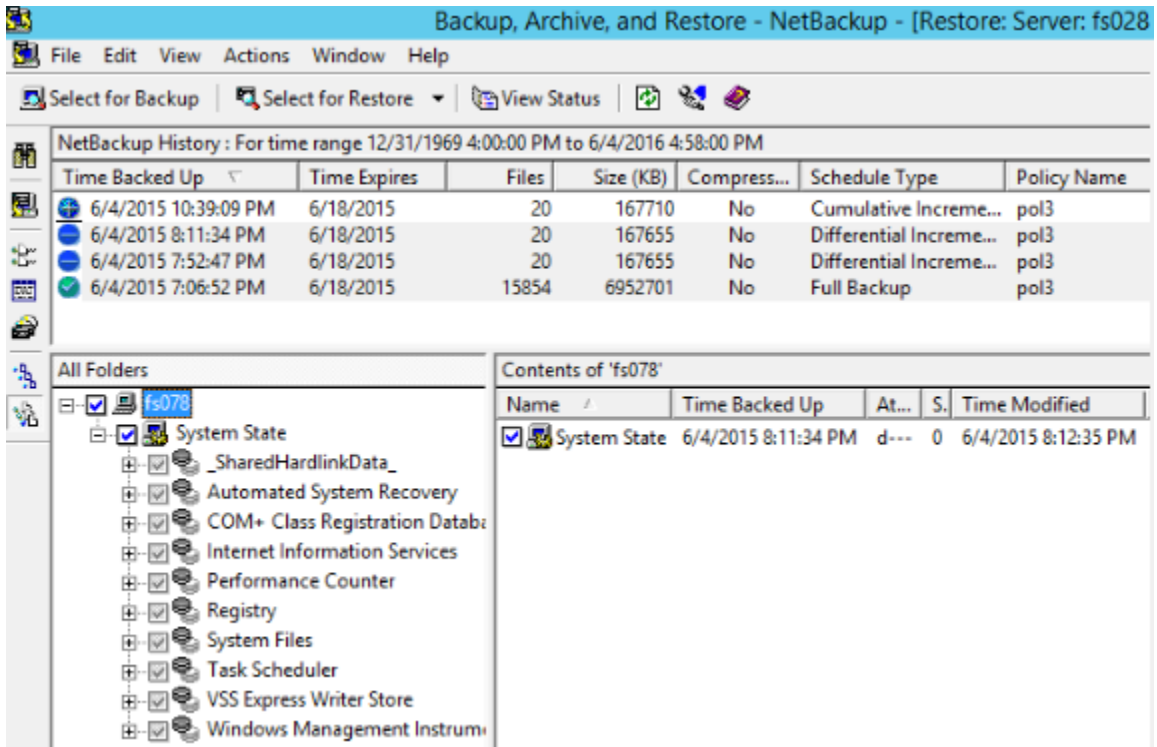 Backup, Archive, and Restore - NetBackup - [Restore: Server: fs028
File Edit View Actions Window Help
Select for Backup Select for Restore View Status
NetBackup History : For time range 12/31/1969 4:00:00 PM to 6/4/2016 4:58:00 PM
Time Backed Up Time Expires Files Size (KB) Compress... Schedule Type Policy Name
6/4/2015 10:39:09 PM 6/18/2015 20 167710 No Cumulative Increme... pol3
6/4/2015 8:11:34 PM 6/18/2015 20 167655 No Differential Increme... pol3
6/4/2015 7:52:47 PM 6/18/2015 20 167655 No Differential Increme... pol3
6/4/2015 7:06:52 PM 6/18/2015 15854 6952701 No Full Backup pol3
All Folders
fs078
System State
_SharedHardlinkData_
Automated System Recovery
COM+ Class Registration Databa
Internet Information Services
Performance Counter
Registry
System Files
Task Scheduler
VSS Express Writer Store
Windows Management Instrum
Contents of 'fs078'
Name Time Backed Up At... S. Time Modified
System State 6/4/2015 8:11:34 PM d--- 0 6/4/2015 8:12:35 PM